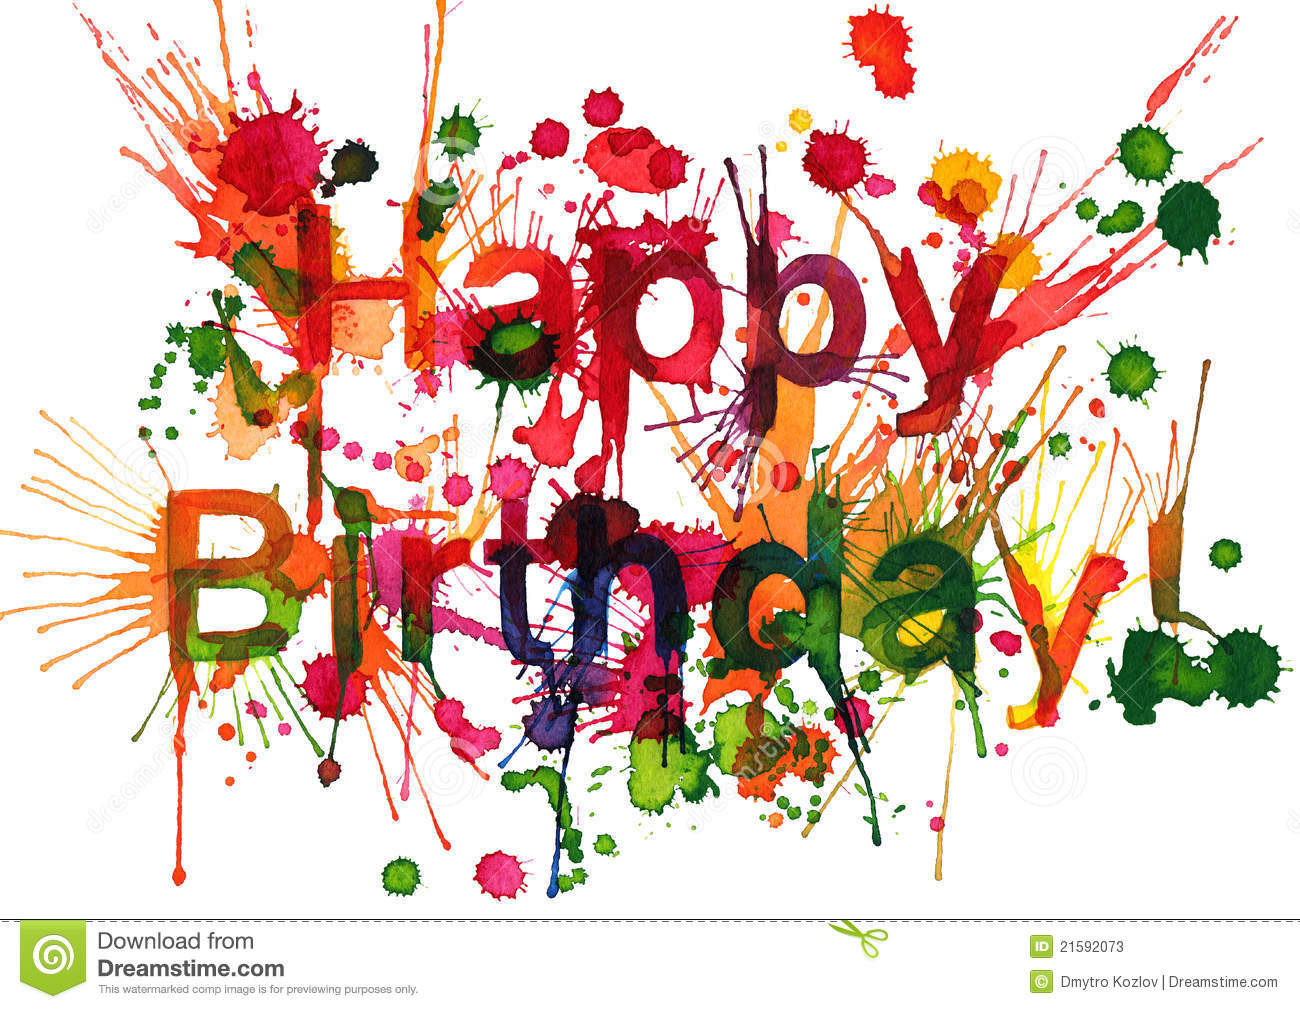 Happy
Birthday!
Download from
Dreamstime.com
This watermarked comp image is for previewing purposes only.
ID 21592073
© Dmytro Kozlov | Dreamstime.com